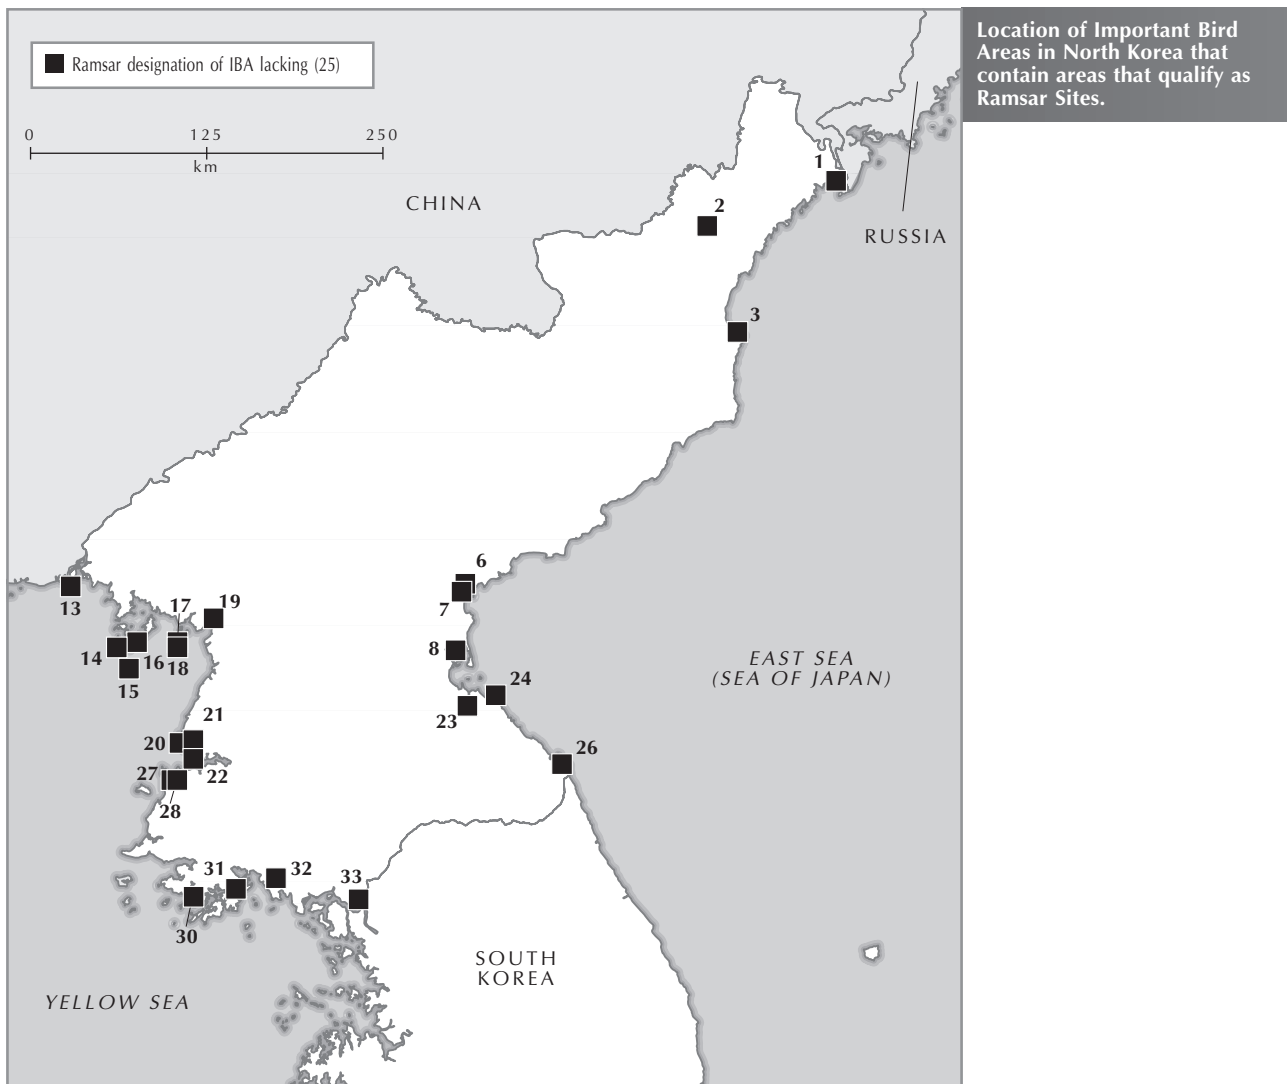 Location of Important Bird
Areas in North Korea that
contain areas that qualify as
Ramsar Sites.
Ramsar designation of IBA lacking (25)
0 125 250
km
CHINA
RUSSIA
1
2
3
6
7
8
13
14
15
16
17
18
19
20
21
22
23
24
26
27
28
30
31
32
33
EAST SEA
(SEA OF JAPAN)
SOUTH
KOREA
YELLOW SEA